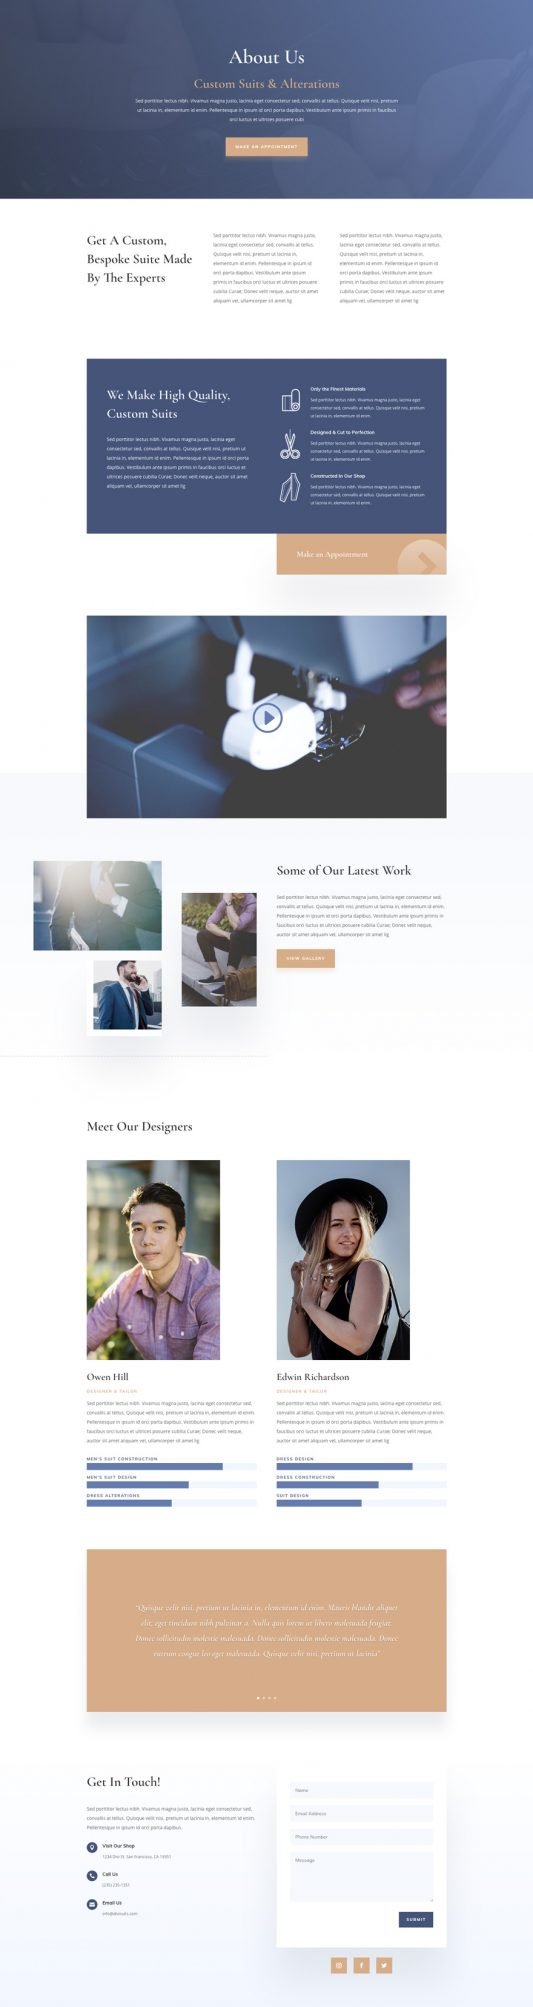 About Us
Custom Suits & Alterations
Sed porttitor lectus nibh. Vivamus magna justo, lacinia eget consectetur sed, convallis at tellus. Quisque velit nisi, pretium
ut lacinia in, elementum id enim. Pellentesque in ipsum id orci porta dapibus. Vestibulum ante ipsum primis in faucibus
orci luctus et ultrices posuere cubi
MAKE AN APPOINTMENT
Get A Custom,
Bespoke Suite Made
By The Experts
Sed porttitor lectus nibh. Vivamus magna justo,
lacinia eget consectetur sed, convallis at tellus.
Quisque velit nisi, pretium ut lacinia in,
elementum id enim. Pellentesque in ipsum id
orci porta dapibus. Vestibulum ante ipsum
primis in faucibus orci luctus et ultrices posuere
cubilia Curae; Donec velit neque, auctor sit amet
aliquam vel, ullamcorper sit amet lig
Sed porttitor lectus nibh. Vivamus magna justo,
lacinia eget consectetur sed, convallis at tellus.
Quisque velit nisi, pretium ut lacinia in,
elementum id enim. Pellentesque in ipsum id
orci porta dapibus. Vestibulum ante ipsum
primis in faucibus orci luctus et ultrices posuere
cubilia Curae; Donec velit neque, auctor sit amet
aliquam vel, ullamcorper sit amet lig
We Make High Quality,
Custom Suits
Sed porttitor lectus nibh. Vivamus magna justo, lacinia eget
consectetur sed, convallis at tellus. Quisque velit nisi, pretium ut
lacinia in, elementum id enim. Pellentesque in ipsum id orci porta
dapibus. Vestibulum ante ipsum primis in faucibus orci luctus et
ultrices posuere cubilia Curae; Donec velit neque, auctor sit amet
aliquam vel, ullamcorper sit amet lig
Only the Finest Materials
Sed porttitor lectus nibh. Vivamus magna justo, lacinia eget
consectetur sed, convallis at tellus. Quisque velit nisi, pretium
ut lacinia in, elementum id enim.
Designed & Cut to Perfection
Sed porttitor lectus nibh. Vivamus magna justo, lacinia eget
consectetur sed, convallis at tellus. Quisque velit nisi, pretium
ut lacinia in, elementum id enim.
Constructed In Our Shop
Sed porttitor lectus nibh. Vivamus magna justo, lacinia eget
consectetur sed, convallis at tellus. Quisque velit nisi, pretium
ut lacinia in, elementum id enim.
Make an Appointment
Some of Our Latest Work
Sed porttitor lectus nibh. Vivamus magna justo, lacinia eget consectetur sed,
convallis at tellus. Quisque velit nisi, pretium ut lacinia in, elementum id enim.
Pellentesque in ipsum id orci porta dapibus. Vestibulum ante ipsum primis in
faucibus orci luctus et ultrices posuere cubilia Curae; Donec velit neque,
auctor sit amet aliquam vel, ullamcorper sit amet lig
VIEW GALLERY
Meet Our Designers
Owen Hill
DESIGNER & TAILOR
Sed porttitor lectus nibh. Vivamus magna justo, lacinia eget consectetur sed,
convallis at tellus. Quisque velit nisi, pretium ut lacinia in, elementum id enim.
Pellentesque in ipsum id orci porta dapibus. Vestibulum ante ipsum primis in
faucibus orci luctus et ultrices posuere cubilia Curae; Donec velit neque,
auctor sit amet aliquam vel, ullamcorper sit amet lig
MEN'S SUIT CONSTRUCTION
MEN'S SUIT DESIGN
DRESS ALTERATIONS
Edwin Richardson
DESIGNER & TAILOR
Sed porttitor lectus nibh. Vivamus magna justo, lacinia eget consectetur sed,
convallis at tellus. Quisque velit nisi, pretium ut lacinia in, elementum id enim.
Pellentesque in ipsum id orci porta dapibus. Vestibulum ante ipsum primis in
faucibus orci luctus et ultrices posuere cubilia Curae; Donec velit neque,
auctor sit amet aliquam vel, ullamcorper sit amet lig
DRESS DESIGN
DRESS CONSTRUCTION
SUIT DESIGN
"Quisque velit nisi, pretium ut lacinia in, elementum id enim. Mauris blandit aliquet
elit, eget tincidunt nibh pulvinar a. Nulla quis lorem ut libero malesuada feugiat.
Donec sollicitudin molestie malesuada. Donec sollicitudin molestie malesuada. Donec
rutrum congue leo eget malesuada. Quisque velit nisi, pretium ut lacinia"
Get In Touch!
Sed porttitor lectus nibh. Vivamus magna justo, lacinia eget consectetur sed,
convallis at tellus. Quisque velit nisi, pretium ut lacinia in, elementum id enim.
Pellentesque in ipsum id orci porta dapibus.
Visit Our Shop
1234 Divi St. San Francisco, CA 19351
Call Us
(235) 235-1351
Email Us
info@divisuits.com
Name
Email Address
Phone Number
Message
SUBMIT